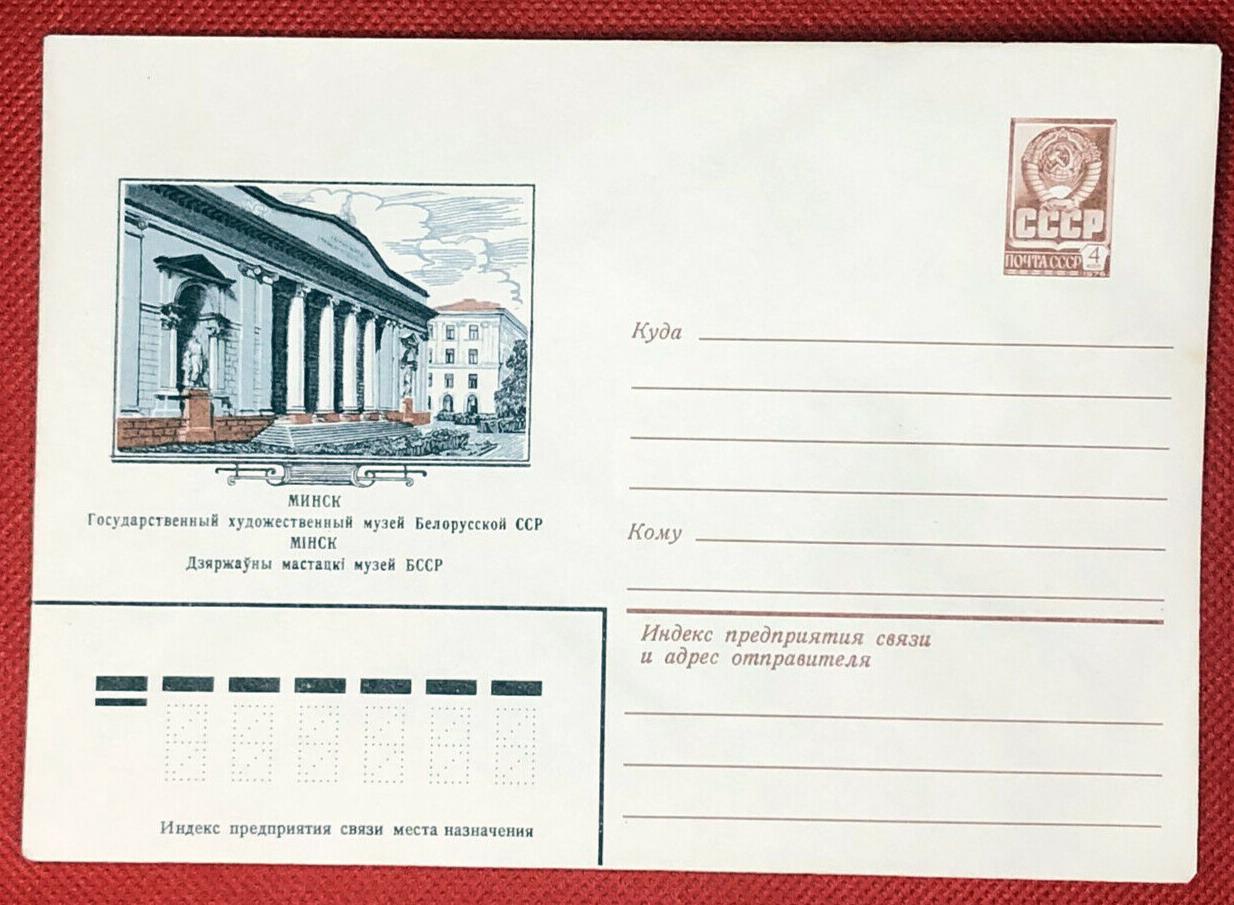 СССР
ПОЧТА СССР 4
1976
МИНСК
Государственный художественный музей Белорусской ССР
МІНСК
Дзяржаўны мастацкі музей БССР
Куда
Кому
Индекс предприятия связи
и адрес отправителя
Индекс предприятия связи места назначения